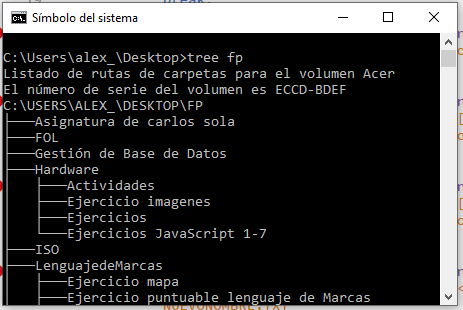 Símbolo del sistema
C:\Users\alex_\Desktop>tree fp
Listado de rutas de carpetas para el volumen Acer
El número de serie del volumen es ECCD-BDEF
C:\USERS\ALEX_\DESKTOP\FP
├───Asignatura de carlos sola
├───FOL
├───Gestión de Base de Datos
├───Hardware
│   ├───Actividades
│   ├───Ejercicio imagenes
│   ├───Ejercicios
│   └───Ejercicios JavaScript 1-7
├───ISO
├───LenguajedeMarcas
│   ├───Ejercicio mapa
│   ├───Ejercicio puntuable lenguaje de Marcas